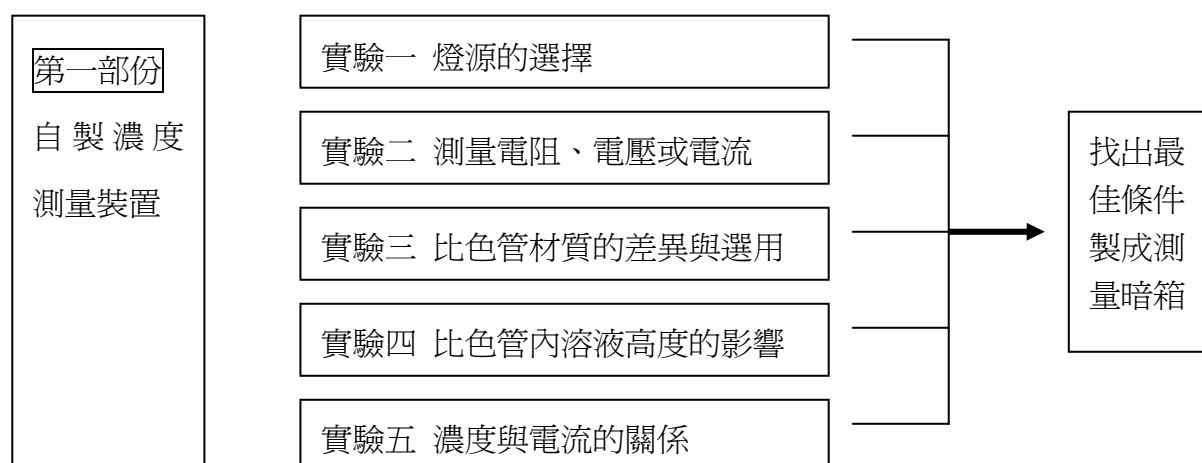 第一部份
自製濃度
測量裝置
實驗一 燈源的選擇
實驗二 測量電阻、電壓或電流
實驗三 比色管材質的差異與選用
實驗四 比色管內溶液高度的影響
實驗五 濃度與電流的關係
找出最
佳條件
製成測
量暗箱